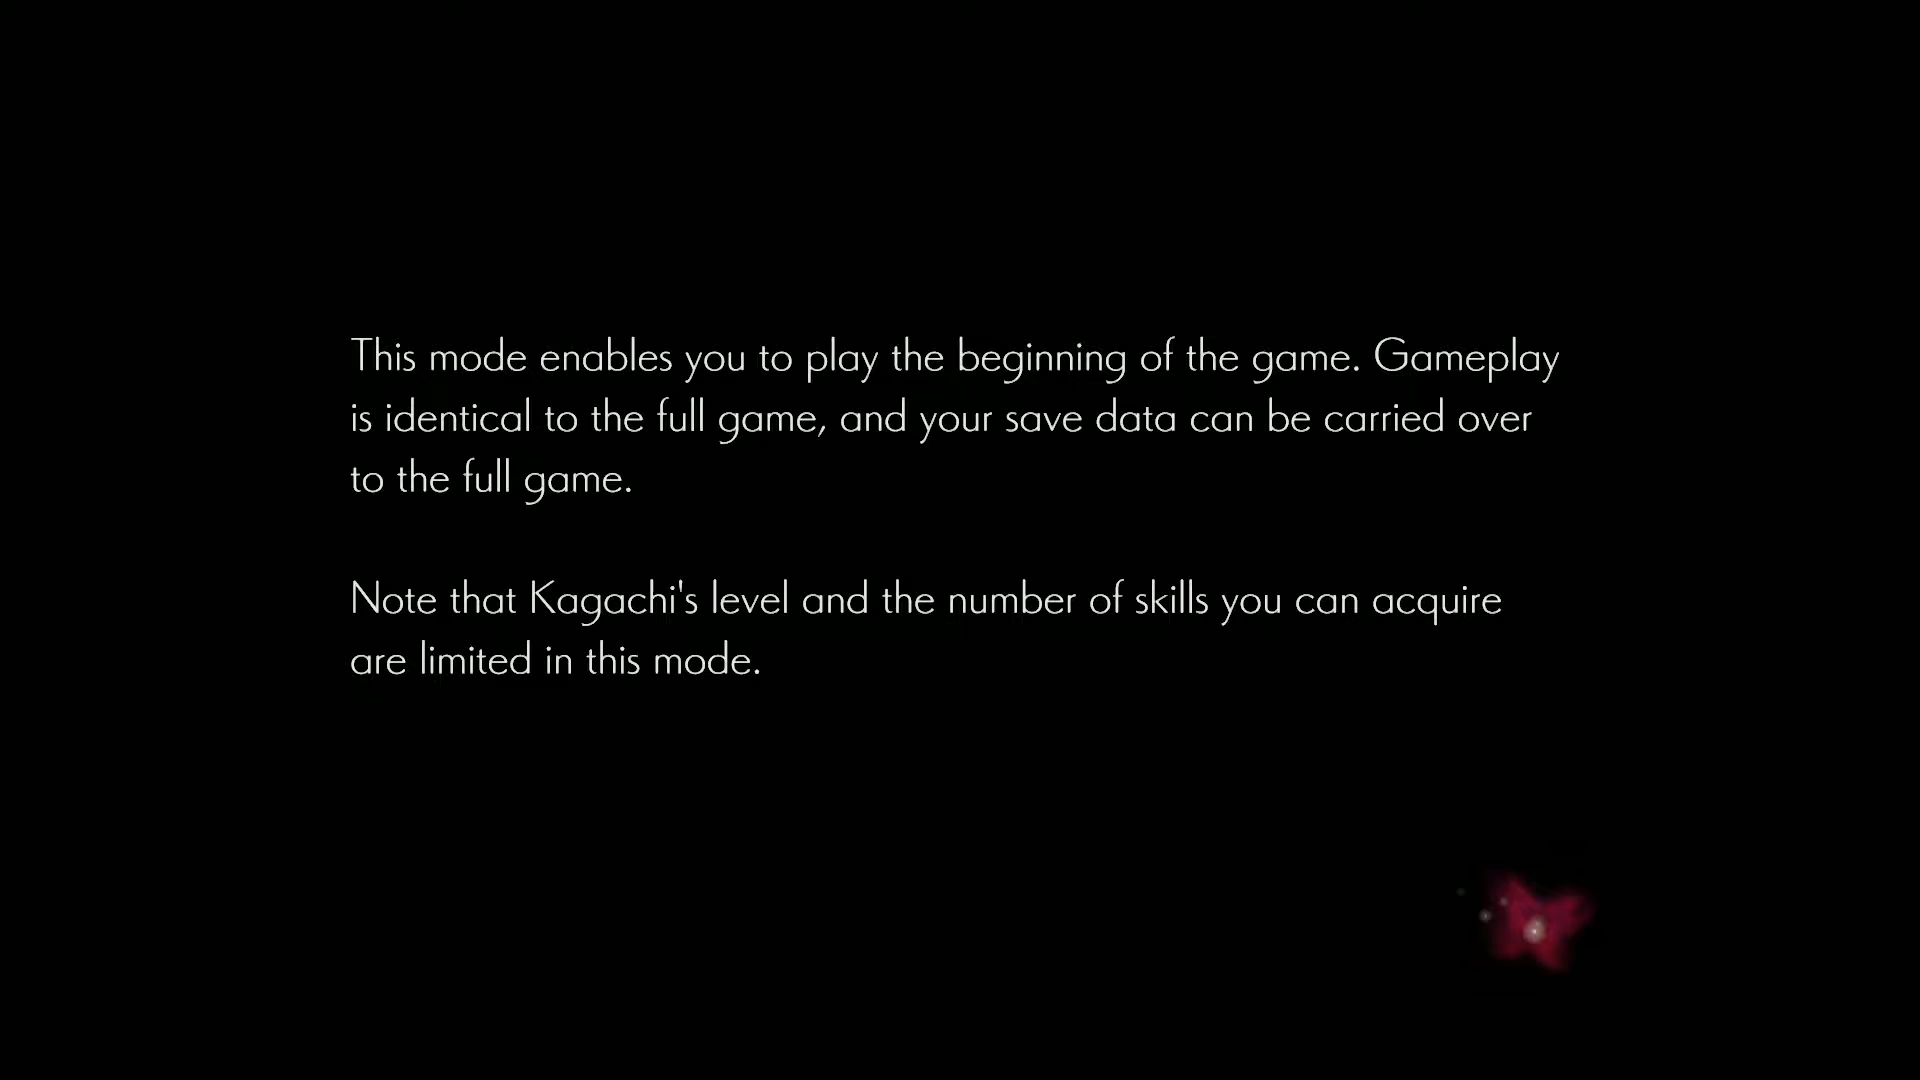 This mode enables you to play the beginning of the game. Gameplay
is identical to the full game, and your save data can be carried over
to the full game.
Note that Kagachi's level and the number of skills you can acquire
are limited in this mode.